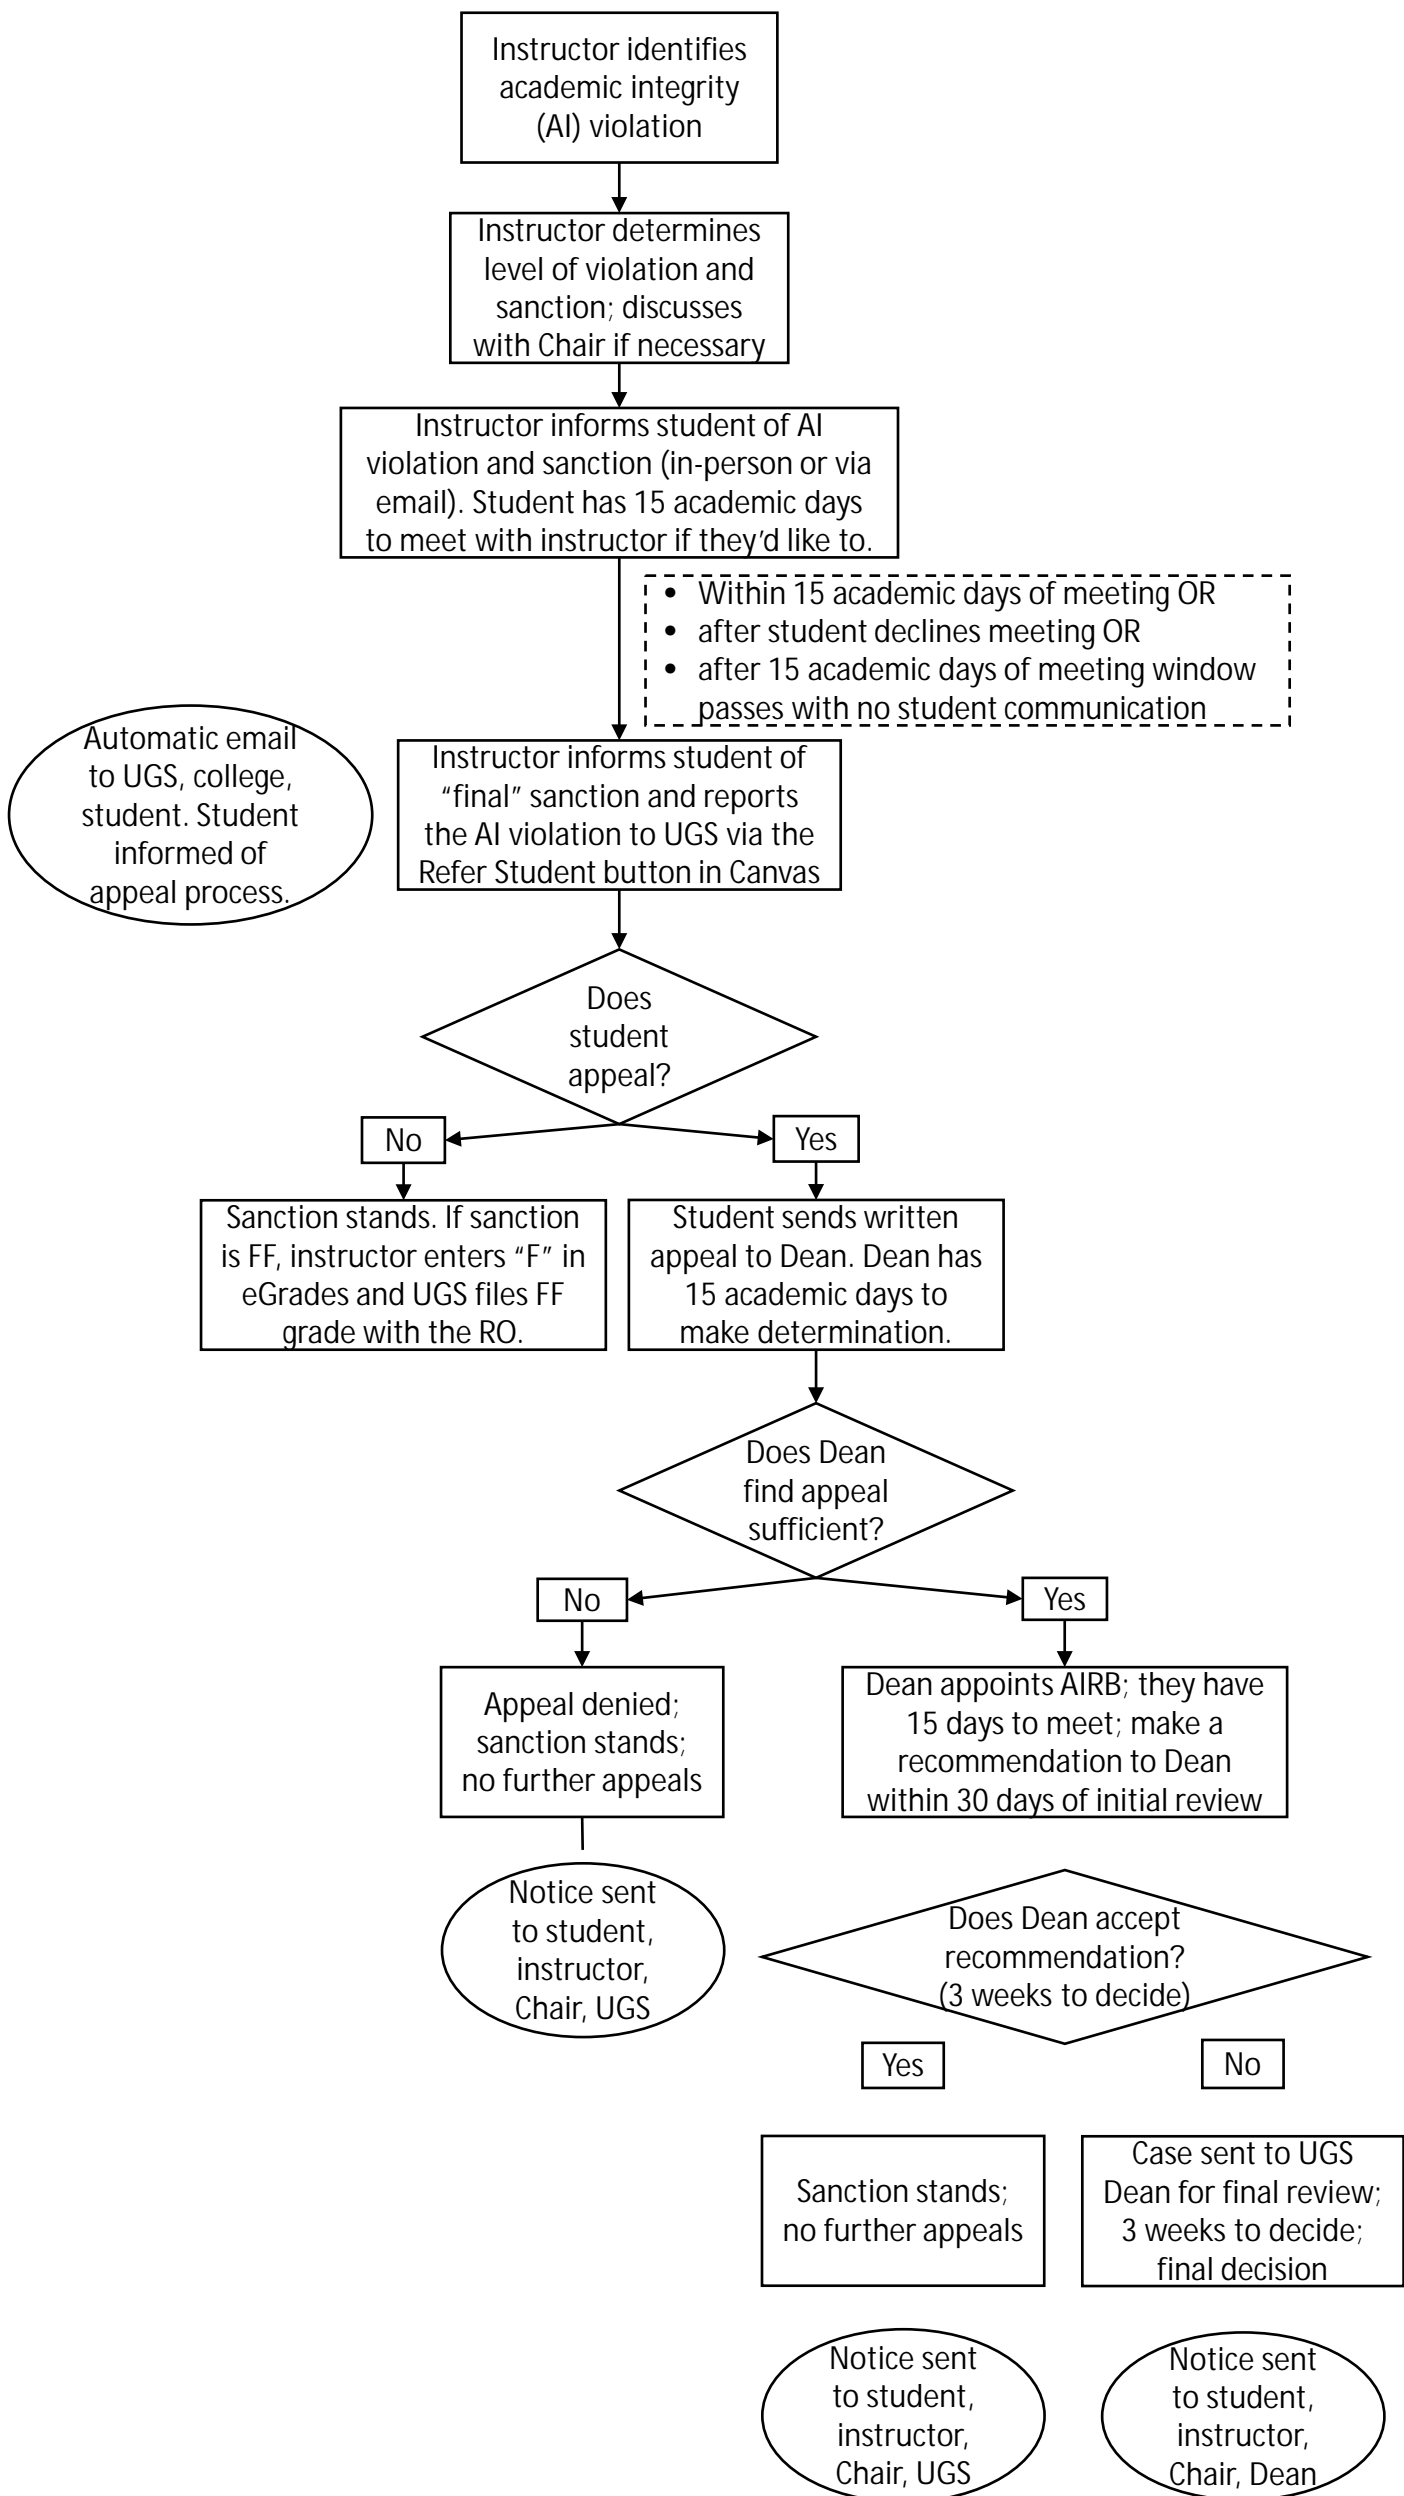 Instructor identifies
academic integrity
(AI) violation
Instructor determines
level of violation and
sanction; discusses
with Chair if necessary
Instructor informs student of AI
violation and sanction (in-person or via
email). Student has 15 academic days
to meet with instructor if they’d like to.
• Within 15 academic days of meeting OR
• after student declines meeting OR
• after 15 academic days of meeting window
passes with no student communication
Automatic email
to UGS, college,
student. Student
informed of
appeal process.
Instructor informs student of
“final” sanction and reports
the AI violation to UGS via the
Refer Student button in Canvas
Does
student
appeal?
No
Yes
Sanction stands. If sanction
is FF, instructor enters “F” in
eGrades and UGS files FF
grade with the RO.
Student sends written
appeal to Dean. Dean has
15 academic days to
make determination.
Does Dean
find appeal
sufficient?
No
Yes
Appeal denied;
sanction stands;
no further appeals
Dean appoints AIRB; they have
15 days to meet; make a
recommendation to Dean
within 30 days of initial review
Notice sent
to student,
instructor,
Chair, UGS
Does Dean accept
recommendation?
(3 weeks to decide)
Yes
No
Sanction stands;
no further appeals
Case sent to UGS
Dean for final review;
3 weeks to decide;
final decision
Notice sent
to student,
instructor,
Chair, UGS
Notice sent
to student,
instructor,
Chair, Dean